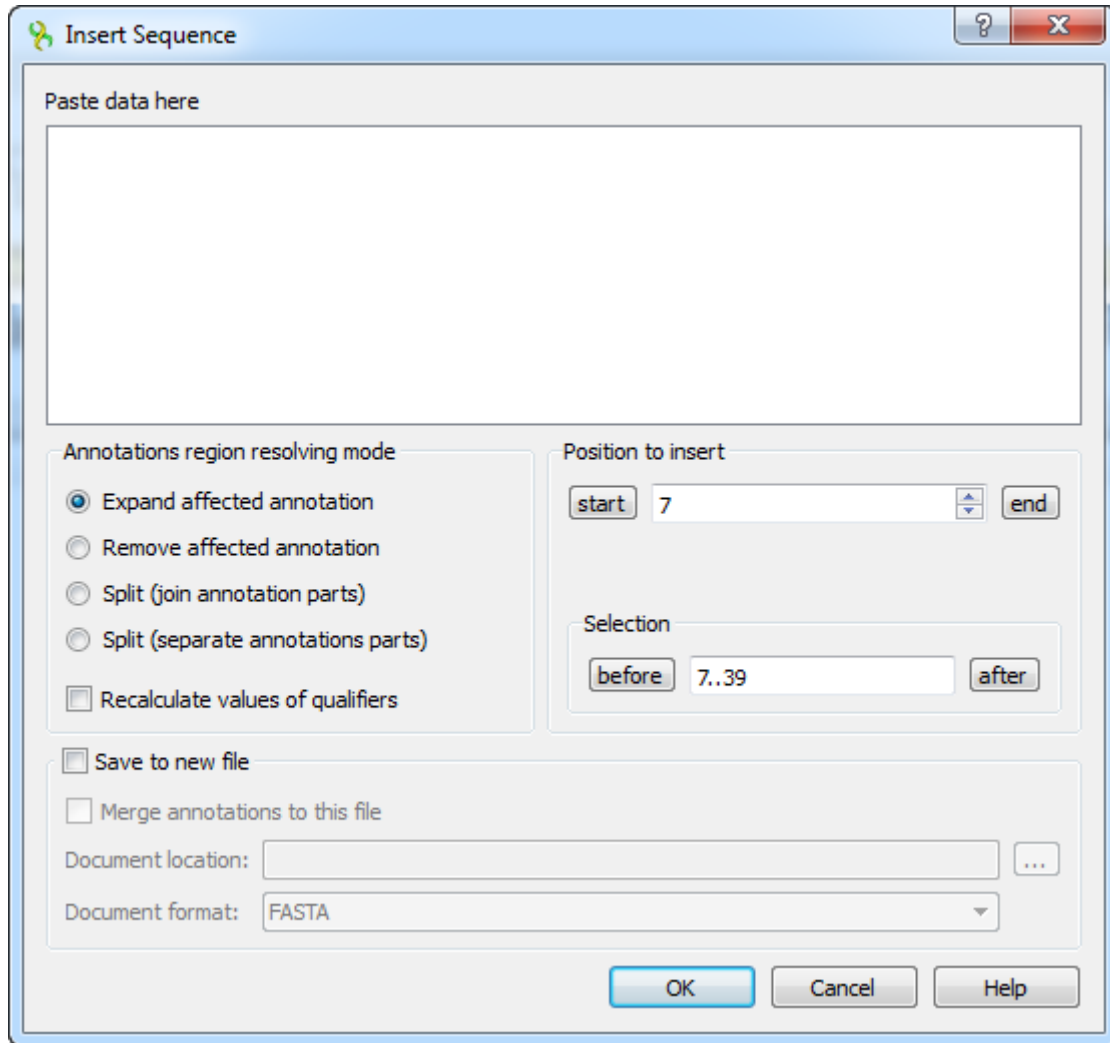 Insert Sequence
Paste data here
Annotations region resolving mode
Expand affected annotation
Remove affected annotation
Split (join annotation parts)
Split (separate annotations parts)
Recalculate values of qualifiers
Position to insert
start 7 end
Selection
before 7..39 after
Save to new file
Merge annotations to this file
Document location: ...
Document format: FASTA
OK Cancel Help